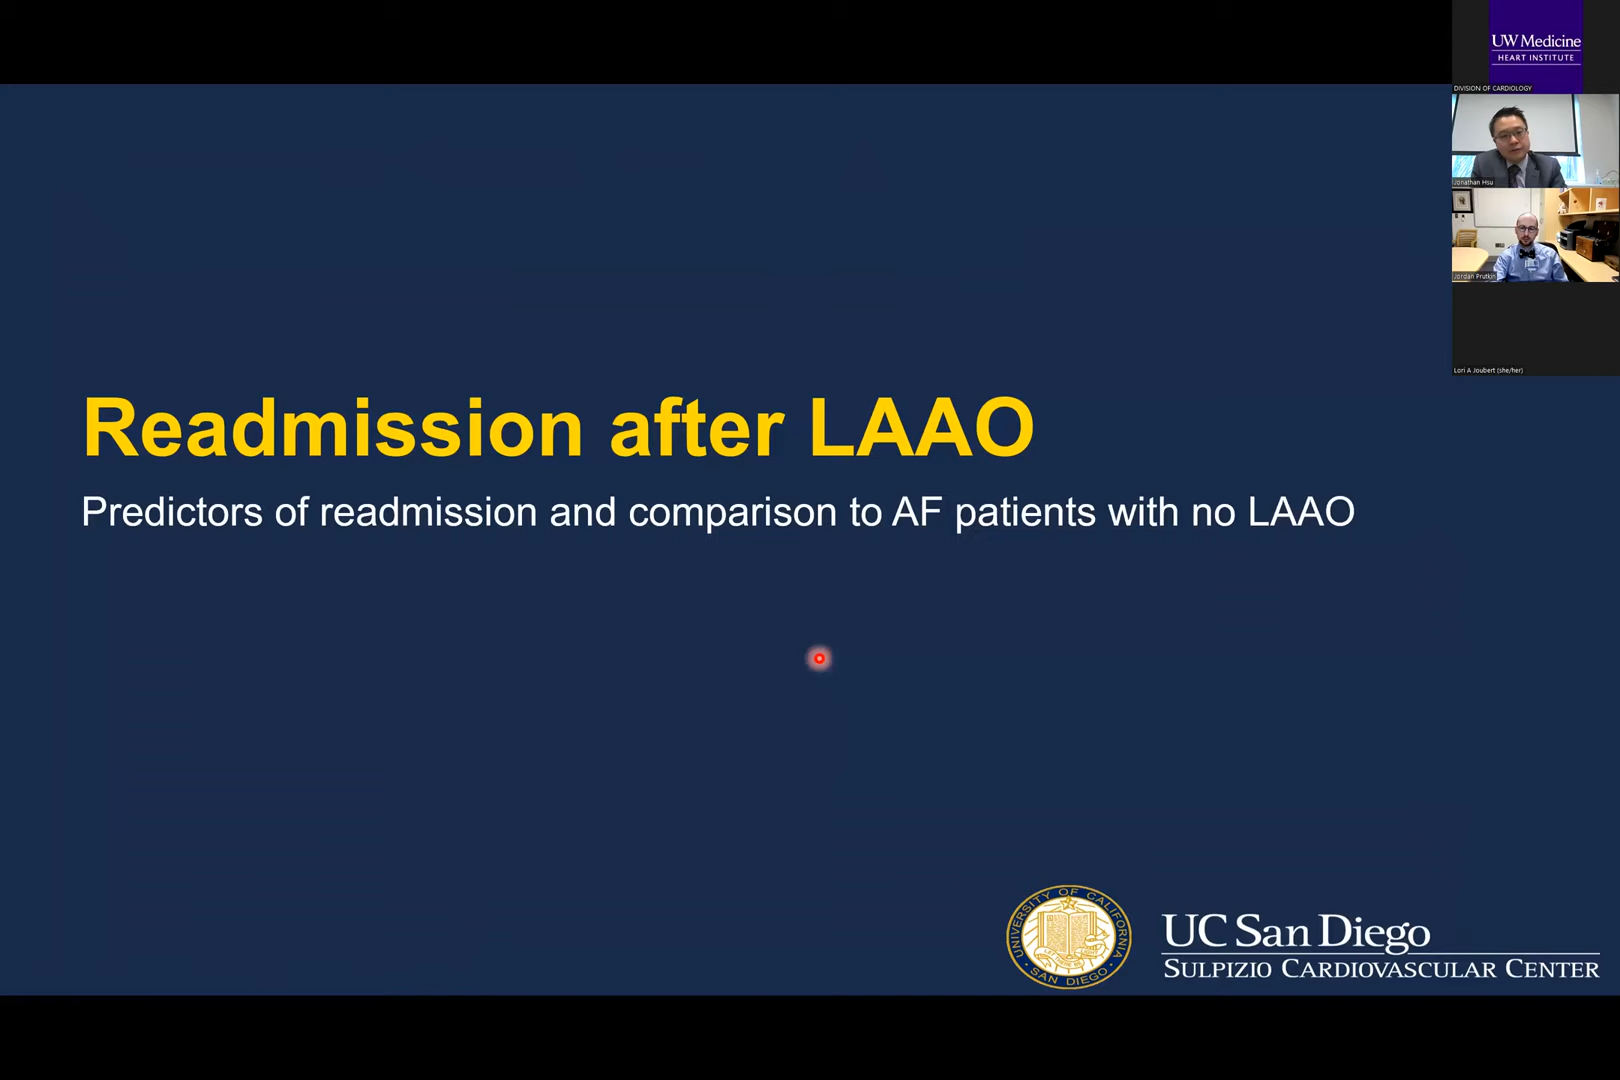 UW Medicine
HEART INSTITUTE
DIVISION OF CARDIOLOGY
Jonathan Hsu
Jordan Prutkin
Lori A Joubert (she/her)
Readmission after LAAO
Predictors of readmission and comparison to AF patients with no LAAO
UNIVERSITY OF CALIFORNIA
SAN DIEGO
UC San Diego
SULPIZIO CARDIOVASCULAR CENTER